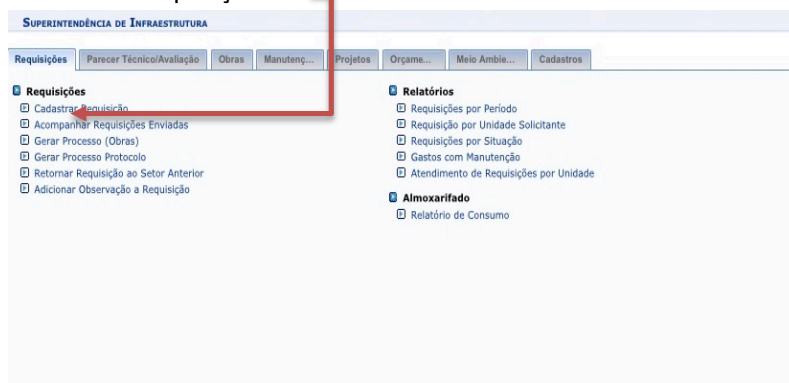 SUPERINTENDÊNCIA DE INFRAESTRUTURA
Requisições Parecer Técnico/Avaliação Obras Manutenç... Projetos Orçame... Meio Ambie... Cadastros
Requisições
Cadastrar Requisição
Acompanhar Requisições Enviadas
Gerar Processo (Obras)
Gerar Processo Protocolo
Retornar Requisição ao Setor Anterior
Adicionar Observação a Requisição
Relatórios
Requisições por Período
Requisição por Unidade Solicitante
Requisições por Situação
Gastos com Manutenção
Atendimento de Requisições por Unidade
Almoxarifado
Relatório de Consumo